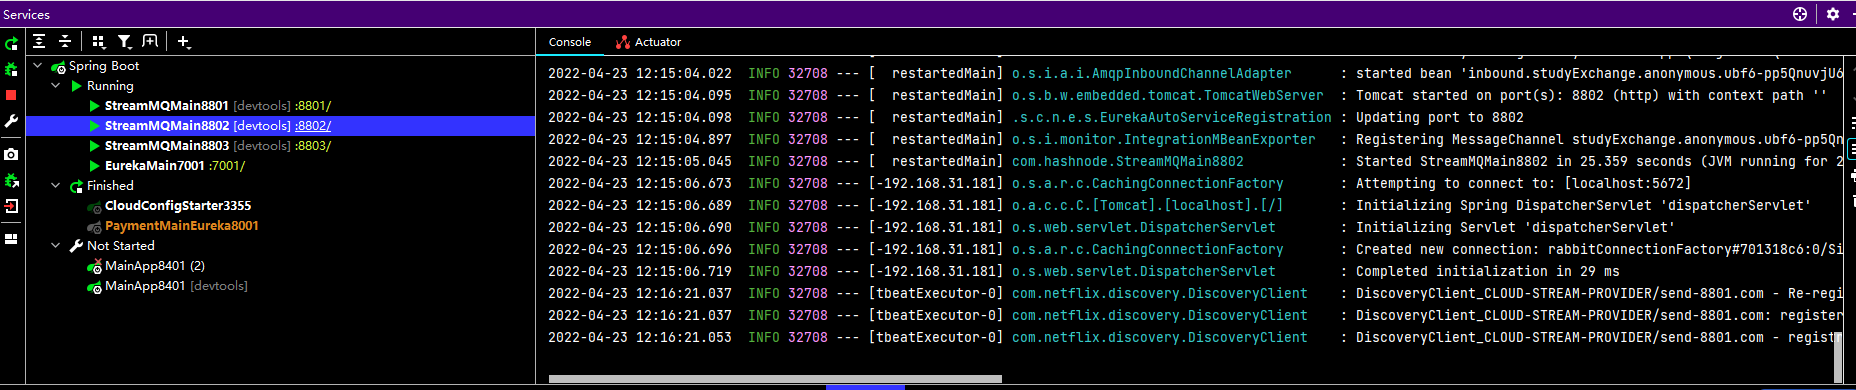 Services
Spring Boot
Running
StreamMQMain8801 [devtools] :8801/
StreamMQMain8802 [devtools] :8802/
StreamMQMain8803 [devtools] :8803/
EurekaMain7001 :7001/
Finished
CloudConfigStarter3355
PaymentMainEureka8001
Not Started
MainApp8401 (2)
MainApp8401 [devtools]
Console Actuator
2022-04-23 12:15:04.022 INFO 32708 --- [ restartedMain] o.s.i.a.i.AmqpInboundChannelAdapter : started bean 'inbound.studyExchange.anonymous.ubf6-pp5QnuvjU6
2022-04-23 12:15:04.095 INFO 32708 --- [ restartedMain] o.s.b.w.embedded.tomcat.TomcatWebServer : Tomcat started on port(s): 8802 (http) with context path ''
2022-04-23 12:15:04.098 INFO 32708 --- [ restartedMain] .s.c.n.e.s.EurekaAutoServiceRegistration : Updating port to 8802
2022-04-23 12:15:04.897 INFO 32708 --- [ restartedMain] o.s.i.monitor.IntegrationMBeanExporter : Registering MessageChannel studyExchange.anonymous.ubf6-pp5Qn
2022-04-23 12:15:05.045 INFO 32708 --- [ restartedMain] com.hashnode.StreamMQMain8802 : Started StreamMQMain8802 in 25.359 seconds (JVM running for 2
2022-04-23 12:15:06.673 INFO 32708 --- [-192.168.31.181] o.s.a.r.c.CachingConnectionFactory : Attempting to connect to: [localhost:5672]
2022-04-23 12:15:06.689 INFO 32708 --- [-192.168.31.181] o.a.c.c.C.[Tomcat].[localhost].[/] : Initializing Spring DispatcherServlet 'dispatcherServlet'
2022-04-23 12:15:06.690 INFO 32708 --- [-192.168.31.181] o.s.web.servlet.DispatcherServlet : Initializing Servlet 'dispatcherServlet'
2022-04-23 12:15:06.696 INFO 32708 --- [-192.168.31.181] o.s.a.r.c.CachingConnectionFactory : Created new connection: rabbitConnectionFactory#701318c6:0/Si
2022-04-23 12:15:06.719 INFO 32708 --- [-192.168.31.181] o.s.web.servlet.DispatcherServlet : Completed initialization in 29 ms
2022-04-23 12:16:21.037 INFO 32708 --- [tbeatExecutor-0] com.netflix.discovery.DiscoveryClient : DiscoveryClient_CLOUD-STREAM-PROVIDER/send-8801.com - Re-regi
2022-04-23 12:16:21.037 INFO 32708 --- [tbeatExecutor-0] com.netflix.discovery.DiscoveryClient : DiscoveryClient_CLOUD-STREAM-PROVIDER/send-8801.com: register
2022-04-23 12:16:21.053 INFO 32708 --- [tbeatExecutor-0] com.netflix.discovery.DiscoveryClient : DiscoveryClient_CLOUD-STREAM-PROVIDER/send-8801.com - registr